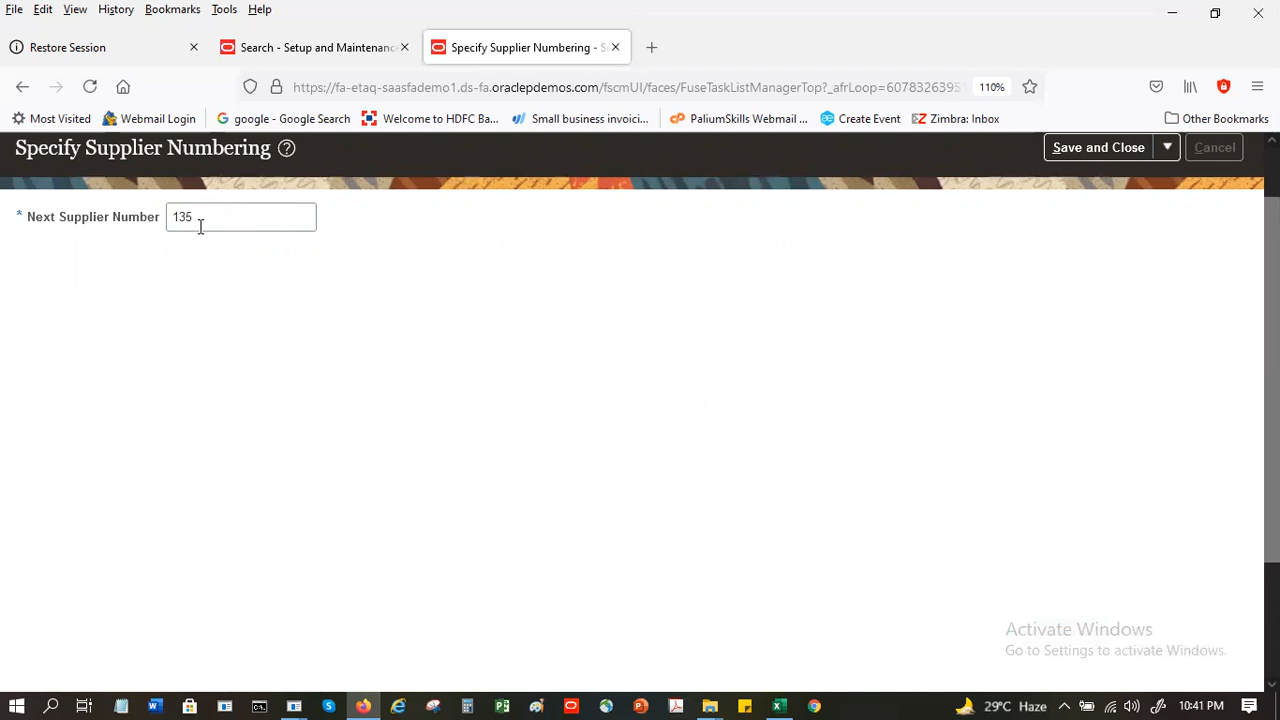 File Edit View History Bookmarks Tools Help
Restore Session
Search - Setup and Maintenanc
Specify Supplier Numbering - S
https://fa-etaq-saasfademo1.ds-fa.oracledemos.com/fscmUI/faces/FuseTaskListManagerTop?_afrLoop=6078326395
110%
Most Visited
Webmail Login
google - Google Search
Welcome to HDFC Ba...
Small business invoici...
PaliumSkills Webmail ...
Create Event
Zimbra: Inbox
Other Bookmarks
Specify Supplier Numbering
Save and Close
Cancel
* Next Supplier Number 135
Activate Windows
Go to Settings to activate Windows.
29°C Haze
10:41 PM